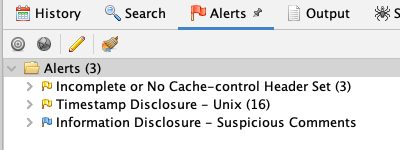 History Search Alerts Output S
Alerts (3)
Incomplete or No Cache-control Header Set (3)
Timestamp Disclosure – Unix (16)
Information Disclosure – Suspicious Comments